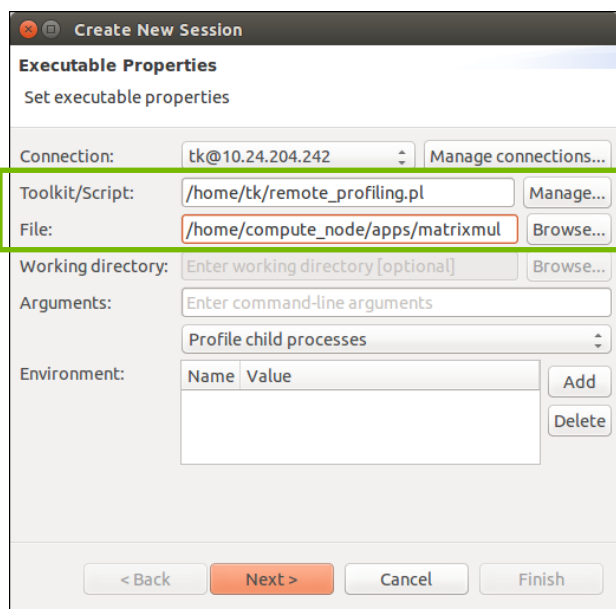 Create New Session
Executable Properties
Set executable properties
Connection: tk@10.24.204.242 Manage connections...
Toolkit/Script: /home/tk/remote_profiling.pl Manage...
File: /home/compute_node/apps/matrixmul Browse...
Working directory: Enter working directory [optional] Browse...
Arguments: Enter command-line arguments
Profile child processes
Environment: Name Value Add
Delete
< Back Next > Cancel Finish